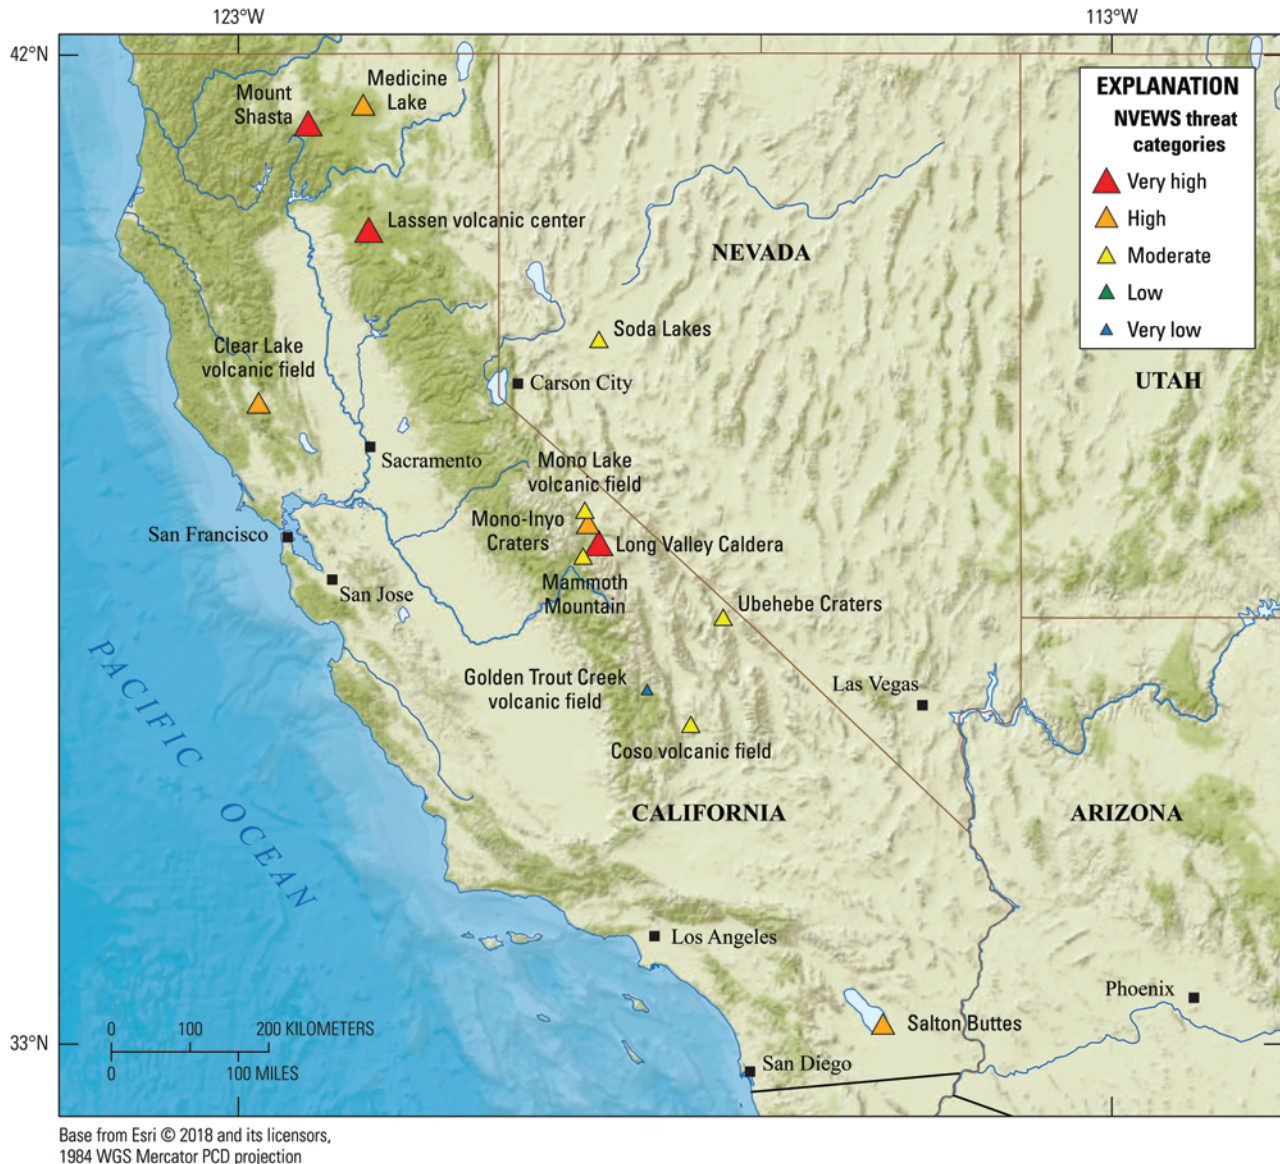 123°W
113°W
42°N
Medicine
Lake
Mount
Shasta
EXPLANATION
NVEWS threat
categories
Very high
High
Moderate
Low
Very low
Lassen volcanic center
NEVADA
Soda Lakes
Clear Lake
volcanic field
Carson City
UTAH
Sacramento
Mono Lake
volcanic field
Mono-Inyo
Craters
San Francisco
Long Valley Caldera
Mammoth
Mountain
San Jose
Ubehebe Craters
Golden Trout Creek
volcanic field
Las Vegas
Coso volcanic field
PACIFIC
OCEAN
CALIFORNIA
ARIZONA
Los Angeles
Phoenix
Salton Buttes
0 100 200 KILOMETERS
0 100 MILES
33°N
San Diego
Base from Esri © 2018 and its licensors,
1984 WGS Mercator PCD projection